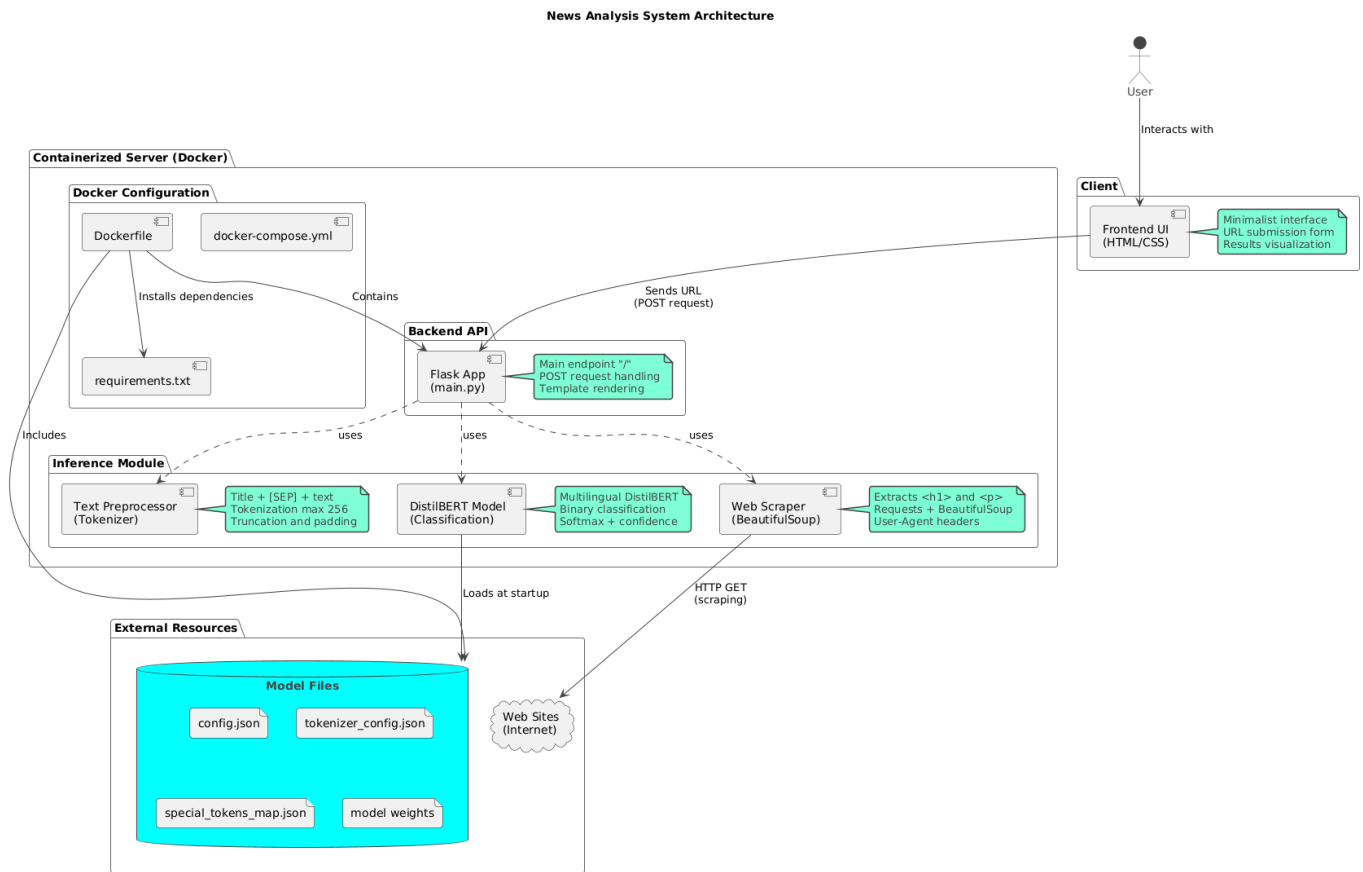 News Analysis System Architecture
User
Interacts with
Containerized Server (Docker)
Docker Configuration
Dockerfile
docker-compose.yml
Installs dependencies
Contains
requirements.txt
Includes
Client
Frontend UI
(HTML/CSS)
Minimalist interface
URL submission form
Results visualization
Sends URL
(POST request)
Backend API
Flask App
(main.py)
Main endpoint "/"
POST request handling
Template rendering
uses
uses
uses
Inference Module
Text Preprocessor
(Tokenizer)
Title + [SEP] + text
Tokenization max 256
Truncation and padding
DistilBERT Model
(Classification)
Multilingual DistilBERT
Binary classification
Softmax + confidence
Web Scraper
(BeautifulSoup)
Extracts <h1> and <p>
Requests + BeautifulSoup
User-Agent headers
Loads at startup
HTTP GET
(scraping)
External Resources
Model Files
config.json
tokenizer_config.json
special_tokens_map.json
model weights
Web Sites
(Internet)